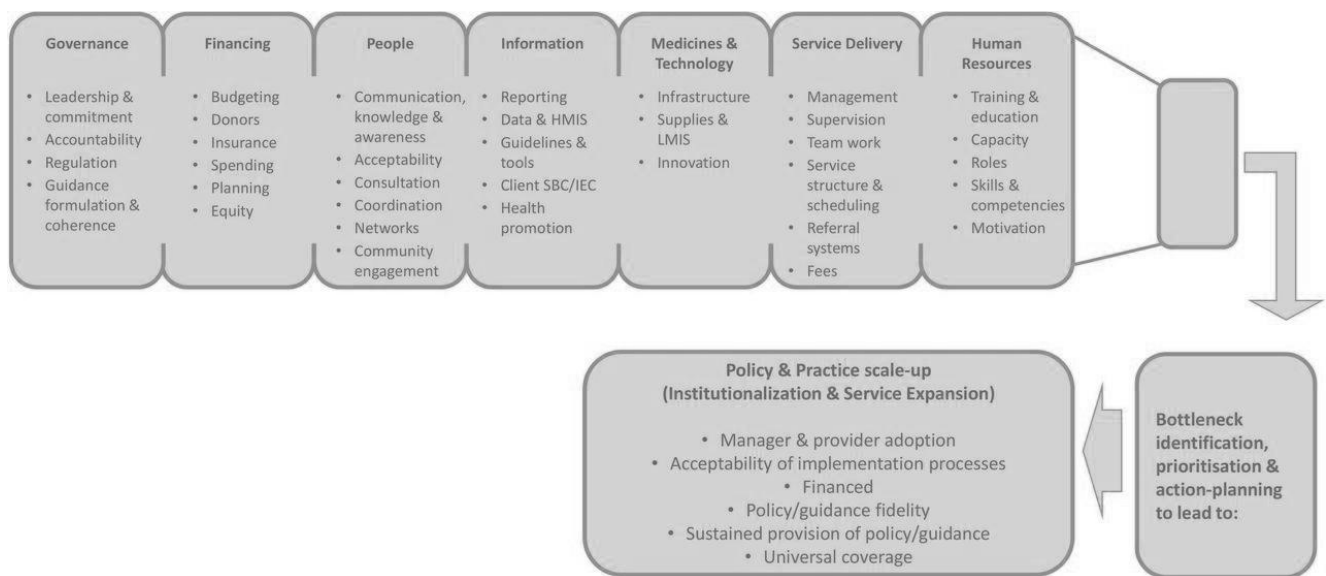 Governance
• Leadership &
commitment
• Accountability
• Regulation
• Guidance
formulation &
coherence
Financing
• Budgeting
• Donors
• Insurance
• Spending
• Planning
• Equity
People
• Communication,
knowledge &
awareness
• Acceptability
• Consultation
• Coordination
• Networks
• Community
engagement
Information
• Reporting
• Data & HMIS
• Guidelines &
tools
• Client SBC/IEC
• Health
promotion
Medicines &
Technology
• Infrastructure
• Supplies &
LMIS
• Innovation
Service Delivery
• Management
• Supervision
• Team work
• Service
structure &
scheduling
• Referral
systems
• Fees
Human
Resources
• Training &
education
• Capacity
• Roles
• Skills &
competencies
• Motivation
Bottleneck
identification,
prioritisation &
action-planning
to lead to:
Policy & Practice scale-up
(Institutionalization & Service Expansion)
• Manager & provider adoption
• Acceptability of implementation processes
• Financed
• Policy/guidance fidelity
• Sustained provision of policy/guidance
• Universal coverage